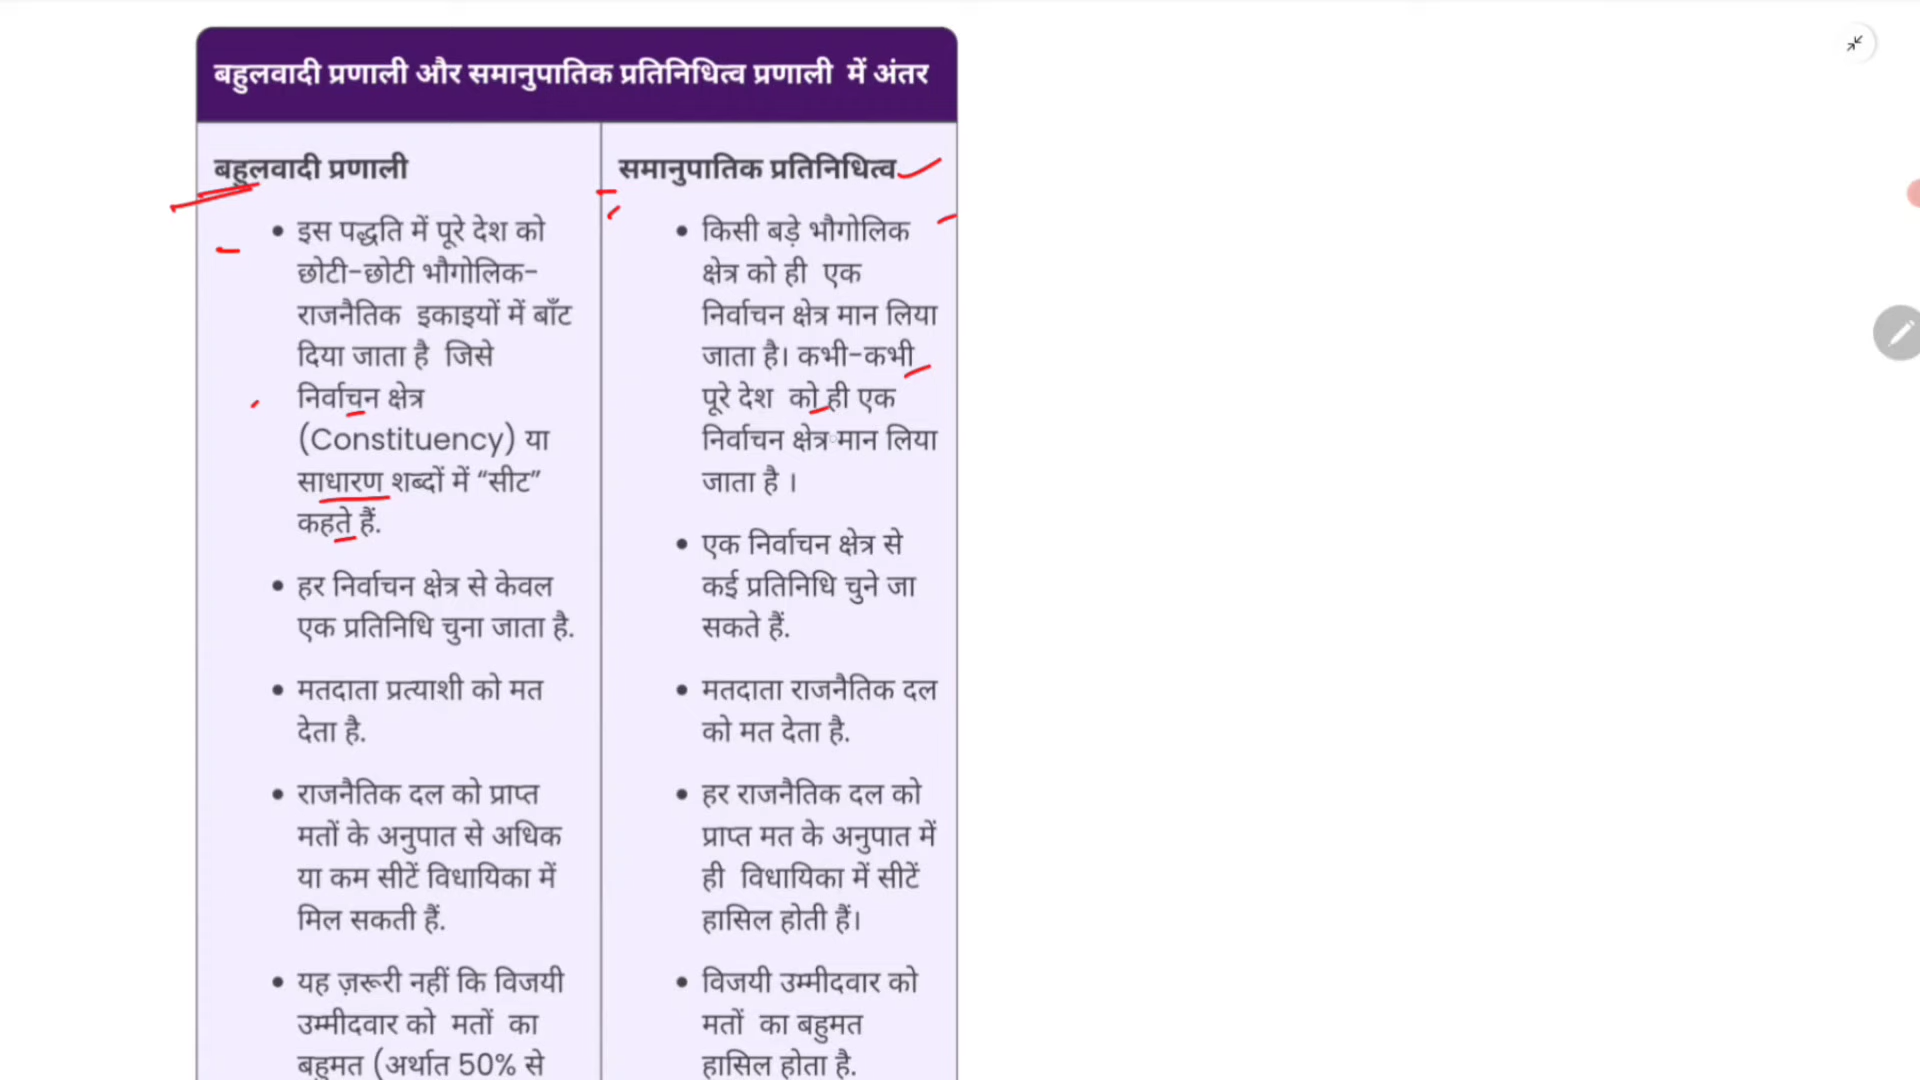 बहुलवादी प्रणाली और समानुपातिक प्रतिनिधित्व प्रणाली में अंतर
बहुलवादी प्रणाली
• इस पद्धति में पूरे देश को
छोटी-छोटी भौगोलिक-
राजनैतिक इकाइयों में बाँट
दिया जाता है जिसे
निर्वाचन क्षेत्र
(Constituency) या
साधारण शब्दों में “सीट”
कहते हैं.
• हर निर्वाचन क्षेत्र से केवल
एक प्रतिनिधि चुना जाता है.
• मतदाता प्रत्याशी को मत
देता है.
• राजनैतिक दल को प्राप्त
मतों के अनुपात से अधिक
या कम सीटें विधायिका में
मिल सकती हैं.
• यह ज़रूरी नहीं कि विजयी
उम्मीदवार को मतों का
बहुमत (अर्थात 50% से
समानुपातिक प्रतिनिधित्व
• किसी बड़े भौगोलिक
क्षेत्र को ही एक
निर्वाचन क्षेत्र मान लिया
जाता है। कभी-कभी
पूरे देश को ही एक
निर्वाचन क्षेत्र मान लिया
जाता है ।
• एक निर्वाचन क्षेत्र से
कई प्रतिनिधि चुने जा
सकते हैं.
• मतदाता राजनैतिक दल
को मत देता है.
• हर राजनैतिक दल को
प्राप्त मत के अनुपात में
ही विधायिका में सीटें
हासिल होती हैं।
• विजयी उम्मीदवार को
मतों का बहुमत
हासिल होता है.